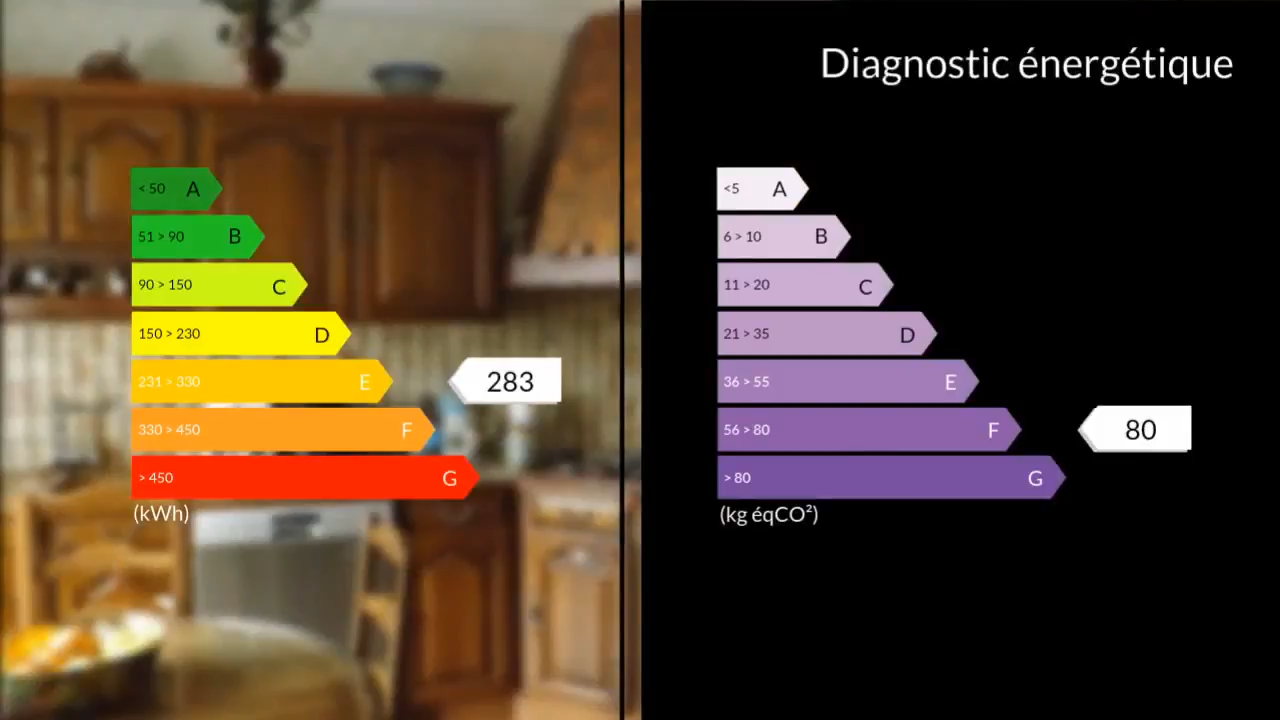 Diagnostic énergétique
< 50 A
51 > 90 B
90 > 150 C
150 > 230 D
231 > 330 E
283
330 > 450 F
> 450 G
(kWh)
<5 A
6 > 10 B
11 > 20 C
21 > 35 D
36 > 55 E
56 > 80 F
80
> 80 G
(kg éqCO²)